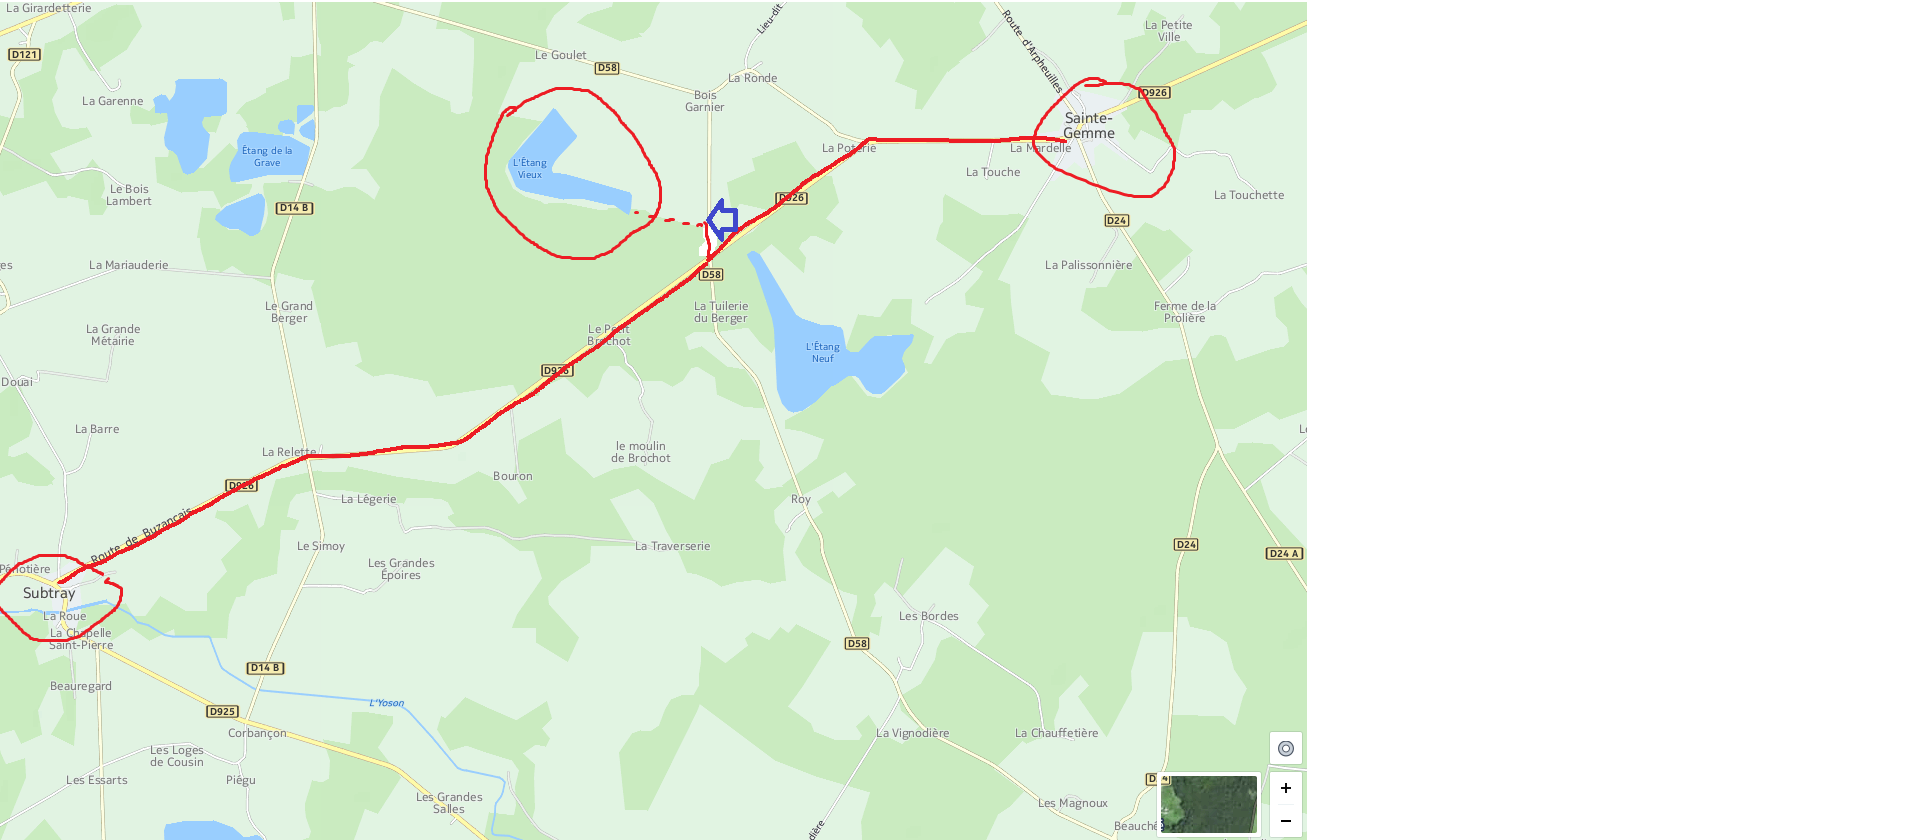 La Girardetterie
D121
La Garenne
Étang de la
Grave
Le Bois
Lambert
D14 B
Le Goulet
D58
La Ronde
Lieu-dit
Bois
Garnier
L'Étang
Vieux
Route d'Arpheuilles
La Petite
Ville
D926
Sainte-
Gemme
La Poterie
La Mardelle
La Touche
La Touchette
D926
D24
La Mariauderie
La Palissonnière
D58
Le Grand
Berger
La Tuilerie
du Berger
Ferme de la
Prolière
La Grande
Métairie
Le Petit
Brochot
L'Étang
Neuf
Douai
D926
La Barre
La Relette
le moulin
de Brochot
Bouron
D926
La Légerie
Roy
Route de Buzançais
Le Simoy
La Traverserie
D24
D24 A
Les Grandes
Époires
Pénotière
Subtray
La Roue
La Chapelle
Saint-Pierre
Les Bordes
D58
D14 B
Beauregard
L'Yoson
D925
Corbançon
La Vignodière
La Chauffetière
Les Loges
de Cousin
Les Essarts
Piégu
Les Grandes
Salles
Les Magnoux
+
−